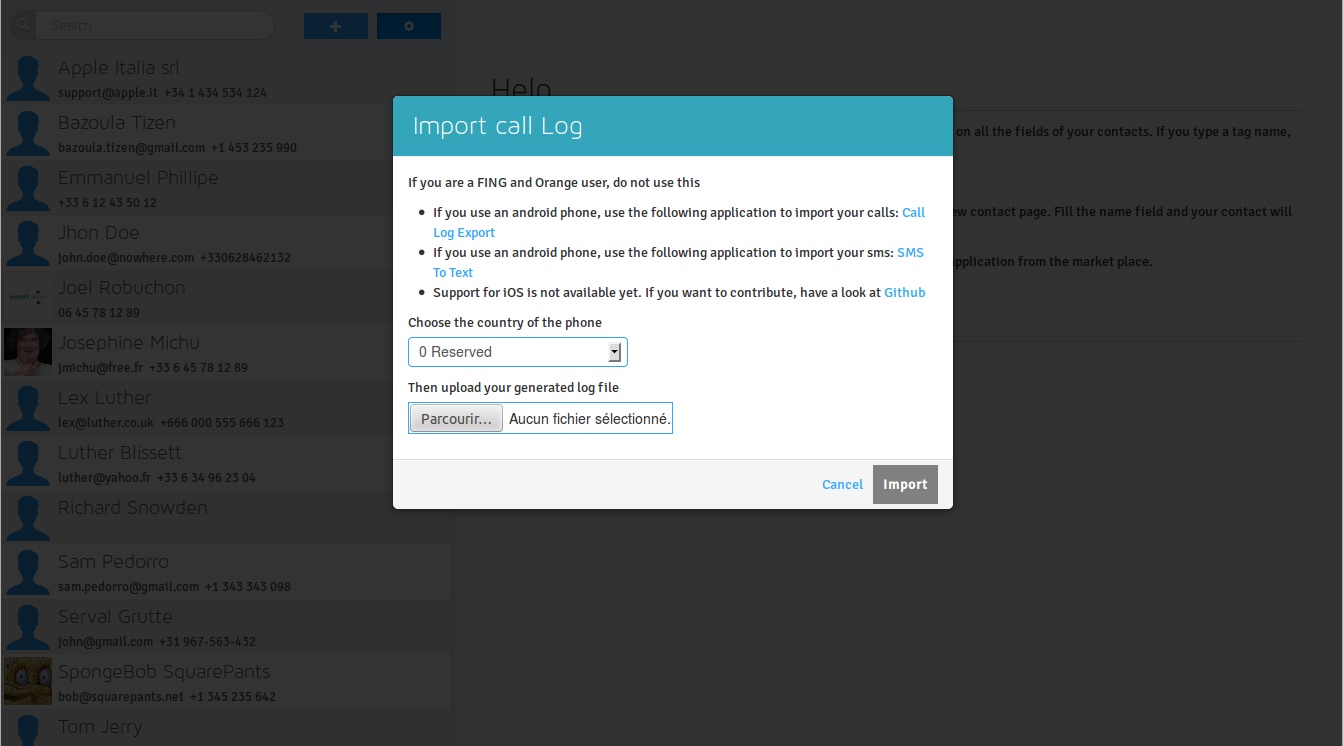 Search...
Apple Italia srl
support@apple.it +34 1 434 534 124
Bazoula Tizen
bazoula.tizen@gmail.com +1 453 235 990
Emmanuel Phillipe
+33 6 12 43 50 12
Jhon Doe
john.doe@nowhere.com +330628462132
Joel Robuchon
06 45 78 12 89
Josephine Michu
jmichu@free.fr +33 6 45 78 12 89
Lex Luther
lex@luther.co.uk +666 000 555 666 123
Luther Blissett
luther@yahoo.fr +33 6 34 96 23 04
Richard Snowden
Sam Pedorro
sam.pedorro@gmail.com +1 343 343 098
Serval Grutte
john@gmail.com +31 967-563-432
SpongeBob SquarePants
bob@squarepants.net +1 345 235 642
Tom Jerry
Help
on all the fields of your contacts. If you type a tag name,
contact page. Fill the name field and your contact will
application from the market place.
Import call Log
If you are a FING and Orange user, do not use this
If you use an android phone, use the following application to import your calls: Call
Log Export
If you use an android phone, use the following application to import your sms: SMS
To Text
Support for iOS is not available yet. If you want to contribute, have a look at Github
Choose the country of the phone
0 Reserved
Then upload your generated log file
Parcourir... Aucun fichier sélectionné.
Cancel Import